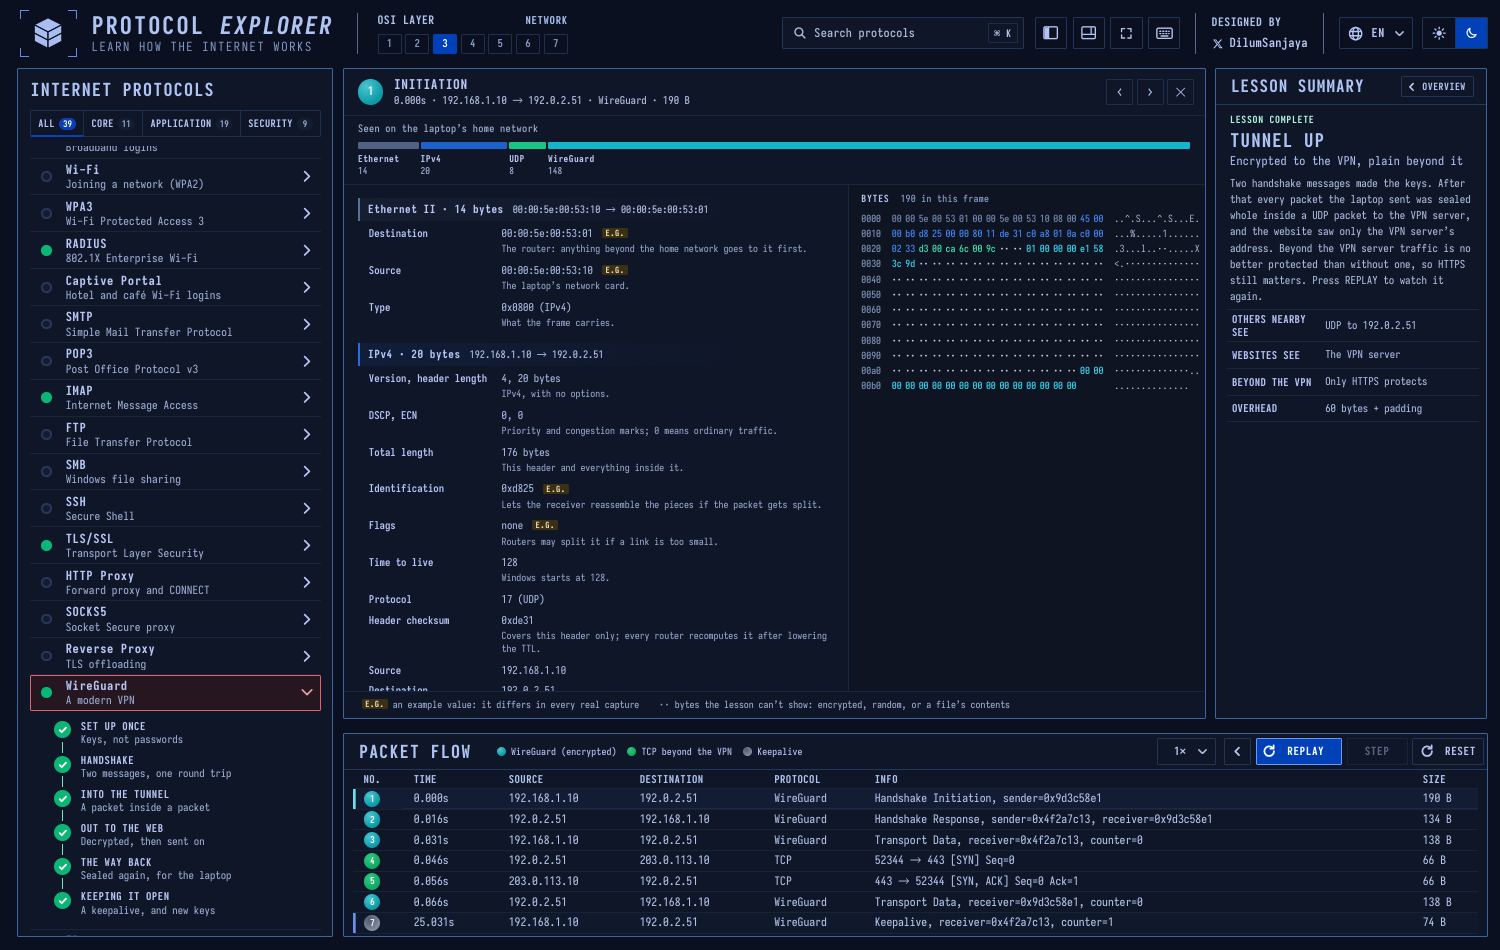 PROTOCOL EXPLORER
LEARN HOW THE INTERNET WORKS
OSI LAYER NETWORK
1 2 3 4 5 6 7
Search protocols ⌘ K
DESIGNED BY
DilumSanjaya
EN
INTERNET PROTOCOLS
ALL 39 CORE 11 APPLICATION 19 SECURITY 9
Broadband logins
Wi-Fi
Joining a network (WPA2)
WPA3
Wi-Fi Protected Access 3
RADIUS
802.1X Enterprise Wi-Fi
Captive Portal
Hotel and café Wi-Fi logins
SMTP
Simple Mail Transfer Protocol
POP3
Post Office Protocol v3
IMAP
Internet Message Access
FTP
File Transfer Protocol
SMB
Windows file sharing
SSH
Secure Shell
TLS/SSL
Transport Layer Security
HTTP Proxy
Forward proxy and CONNECT
SOCKS5
Socket Secure proxy
Reverse Proxy
TLS offloading
WireGuard
A modern VPN
SET UP ONCE
Keys, not passwords
HANDSHAKE
Two messages, one round trip
INTO THE TUNNEL
A packet inside a packet
OUT TO THE WEB
Decrypted, then sent on
THE WAY BACK
Sealed again, for the laptop
KEEPING IT OPEN
A keepalive, and new keys
1 INITIATION
0.000s · 192.168.1.10 → 192.0.2.51 · WireGuard · 190 B
Seen on the laptop's home network
Ethernet IPv4 UDP WireGuard
14 20 8 148
Ethernet II · 14 bytes 00:00:5e:00:53:10 → 00:00:5e:00:53:01
Destination 00:00:5e:00:53:01 E.G.
The router: anything beyond the home network goes to it first.
Source 00:00:5e:00:53:10 E.G.
The laptop's network card.
Type 0x0800 (IPv4)
What the frame carries.
IPv4 · 20 bytes 192.168.1.10 → 192.0.2.51
Version, header length 4, 20 bytes
IPv4, with no options.
DSCP, ECN 0, 0
Priority and congestion marks; 0 means ordinary traffic.
Total length 176 bytes
This header and everything inside it.
Identification 0xd825 E.G.
Lets the receiver reassemble the pieces if the packet gets split.
Flags none E.G.
Routers may split it if a link is too small.
Time to live 128
Windows starts at 128.
Protocol 17 (UDP)
Header checksum 0xde31
Covers this header only; every router recomputes it after lowering
the TTL.
Source 192.168.1.10
Destination 192.0.2.51
BYTES 190 in this frame
0000 00 00 5e 00 53 01 00 00 5e 00 53 10 08 00 45 00 ..^.S...^.S...E.
0010 00 b0 d8 25 00 00 80 11 de 31 c0 a8 01 0a c0 00 ...%.....1......
0020 02 33 d3 00 ca 6c 00 9c ·· ·· 01 00 00 00 e1 58 .3...l..··.....X
0030 3c 9d ·· ·· ·· ·· ·· ·· ·· ·· ·· ·· ·· ·· ·· ·· <.··············
0040 ·· ·· ·· ·· ·· ·· ·· ·· ·· ·· ·· ·· ·· ·· ·· ·· ················
0050 ·· ·· ·· ·· ·· ·· ·· ·· ·· ·· ·· ·· ·· ·· ·· ·· ················
0060 ·· ·· ·· ·· ·· ·· ·· ·· ·· ·· ·· ·· ·· ·· ·· ·· ················
0070 ·· ·· ·· ·· ·· ·· ·· ·· ·· ·· ·· ·· ·· ·· ·· ·· ················
0080 ·· ·· ·· ·· ·· ·· ·· ·· ·· ·· ·· ·· ·· ·· ·· ·· ················
0090 ·· ·· ·· ·· ·· ·· ·· ·· ·· ·· ·· ·· ·· ·· ·· ·· ················
00a0 ·· ·· ·· ·· ·· ·· ·· ·· ·· ·· ·· ·· ·· ·· 00 00 ··············..
00b0 00 00 00 00 00 00 00 00 00 00 00 00 00 00 ..............
E.G. an example value: it differs in every real capture ·· bytes the lesson can't show: encrypted, random, or a file's contents
LESSON SUMMARY OVERVIEW
LESSON COMPLETE
TUNNEL UP
Encrypted to the VPN, plain beyond it
Two handshake messages made the keys. After
that every packet the laptop sent was sealed
whole inside a UDP packet to the VPN server,
and the website saw only the VPN server's
address. Beyond the VPN server traffic is no
better protected than without one, so HTTPS
still matters. Press REPLAY to watch it
again.
OTHERS NEARBY SEE UDP to 192.0.2.51
WEBSITES SEE The VPN server
BEYOND THE VPN Only HTTPS protects
OVERHEAD 60 bytes + padding
PACKET FLOW WireGuard (encrypted) TCP beyond the VPN Keepalive 1× REPLAY STEP RESET
NO. TIME SOURCE DESTINATION PROTOCOL INFO SIZE
1 0.000s 192.168.1.10 192.0.2.51 WireGuard Handshake Initiation, sender=0x9d3c58e1 190 B
2 0.016s 192.0.2.51 192.168.1.10 WireGuard Handshake Response, sender=0x4f2a7c13, receiver=0x9d3c58e1 134 B
3 0.031s 192.168.1.10 192.0.2.51 WireGuard Transport Data, receiver=0x4f2a7c13, counter=0 138 B
4 0.046s 192.0.2.51 203.0.113.10 TCP 52344 → 443 [SYN] Seq=0 66 B
5 0.056s 203.0.113.10 192.0.2.51 TCP 443 → 52344 [SYN, ACK] Seq=0 Ack=1 66 B
6 0.066s 192.0.2.51 192.168.1.10 WireGuard Transport Data, receiver=0x9d3c58e1, counter=0 138 B
7 25.031s 192.168.1.10 192.0.2.51 WireGuard Keepalive, receiver=0x4f2a7c13, counter=1 74 B